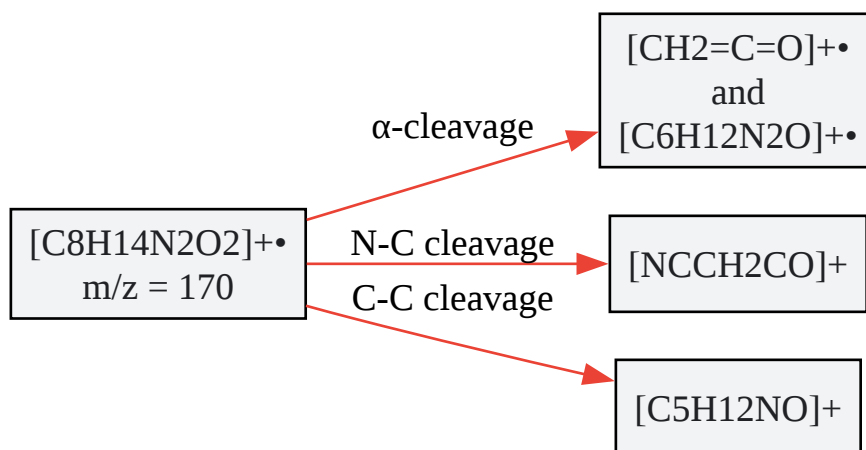 [CH2=C=O]+•
and
[C6H12N2O]+•
α-cleavage
[C8H14N2O2]+•
m/z = 170
N-C cleavage
[NCCH2CO]+
C-C cleavage
[C5H12NO]+